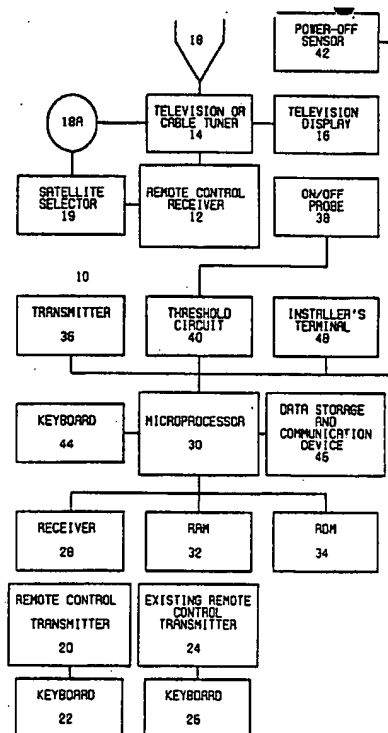 18
POWER-OFF
SENSOR
42
18A
TELEVISION OR
CABLE TUNER
14
TELEVISION
DISPLAY
16
SATELLITE
SELECTOR
19
REMOTE CONTROL
RECEIVER
12
ON/OFF
PROBE
38
10
TRANSMITTER
36
THRESHOLD
CIRCUIT
40
INSTALLER'S
TERMINAL
48
KEYBOARD
44
MICROPROCESSOR
30
DATA STORAGE
AND
COMMUNICATION
DEVICE
46
RECEIVER
28
RAM
32
ROM
34
REMOTE CONTROL
TRANSMITTER
20
EXISTING REMOTE
CONTROL
TRANSMITTER
24
KEYBOARD
22
KEYBOARD
26